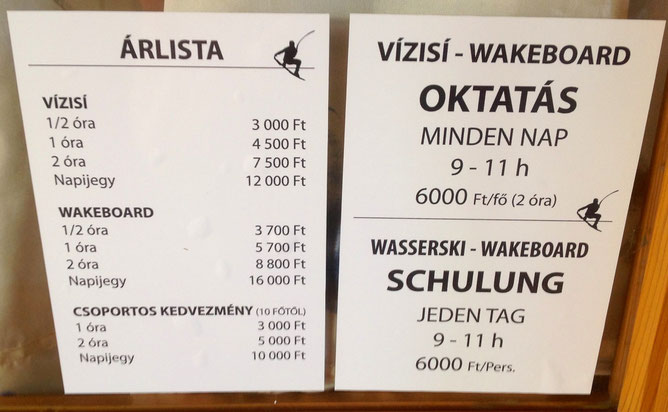 ÁRLISTA
VÍZISÍ
1/2 óra 3 000 Ft
1 óra 4 500 Ft
2 óra 7 500 Ft
Napijegy 12 000 Ft
WAKEBOARD
1/2 óra 3 700 Ft
1 óra 5 700 Ft
2 óra 8 800 Ft
Napijegy 16 000 Ft
CSOPORTOS KEDVEZMÉNY (10 FŐTŐL)
1 óra 3 000 Ft
2 óra 5 000 Ft
Napijegy 10 000 Ft
VÍZISÍ - WAKEBOARD
OKTATÁS
MINDEN NAP
9 - 11 h
6000 Ft/fő (2 óra)
WASSERSKI - WAKEBOARD
SCHULUNG
JEDEN TAG
9 - 11 h
6000 Ft/Pers.